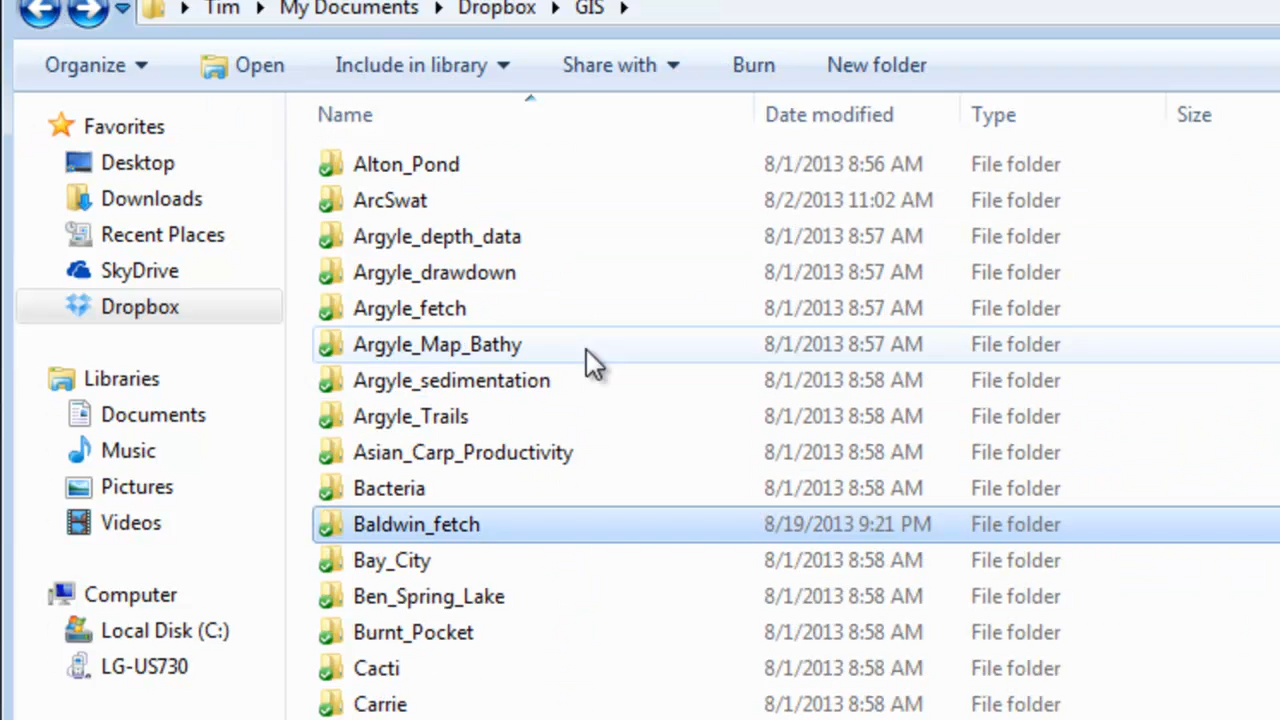 Tim My Documents Dropbox GIS
Organize Open Include in library Share with Burn New folder
Favorites
Desktop
Downloads
Recent Places
SkyDrive
Dropbox
Libraries
Documents
Music
Pictures
Videos
Computer
Local Disk (C:)
LG-US730
Name Date modified Type Size
Alton_Pond 8/1/2013 8:56 AM File folder
ArcSwat 8/2/2013 11:02 AM File folder
Argyle_depth_data 8/1/2013 8:57 AM File folder
Argyle_drawdown 8/1/2013 8:57 AM File folder
Argyle_fetch 8/1/2013 8:57 AM File folder
Argyle_Map_Bathy 8/1/2013 8:57 AM File folder
Argyle_sedimentation 8/1/2013 8:58 AM File folder
Argyle_Trails 8/1/2013 8:58 AM File folder
Asian_Carp_Productivity 8/1/2013 8:58 AM File folder
Bacteria 8/1/2013 8:58 AM File folder
Baldwin_fetch 8/19/2013 9:21 PM File folder
Bay_City 8/1/2013 8:58 AM File folder
Ben_Spring_Lake 8/1/2013 8:58 AM File folder
Burnt_Pocket 8/1/2013 8:58 AM File folder
Cacti 8/1/2013 8:58 AM File folder
Carrie 8/1/2013 8:58 AM File folder